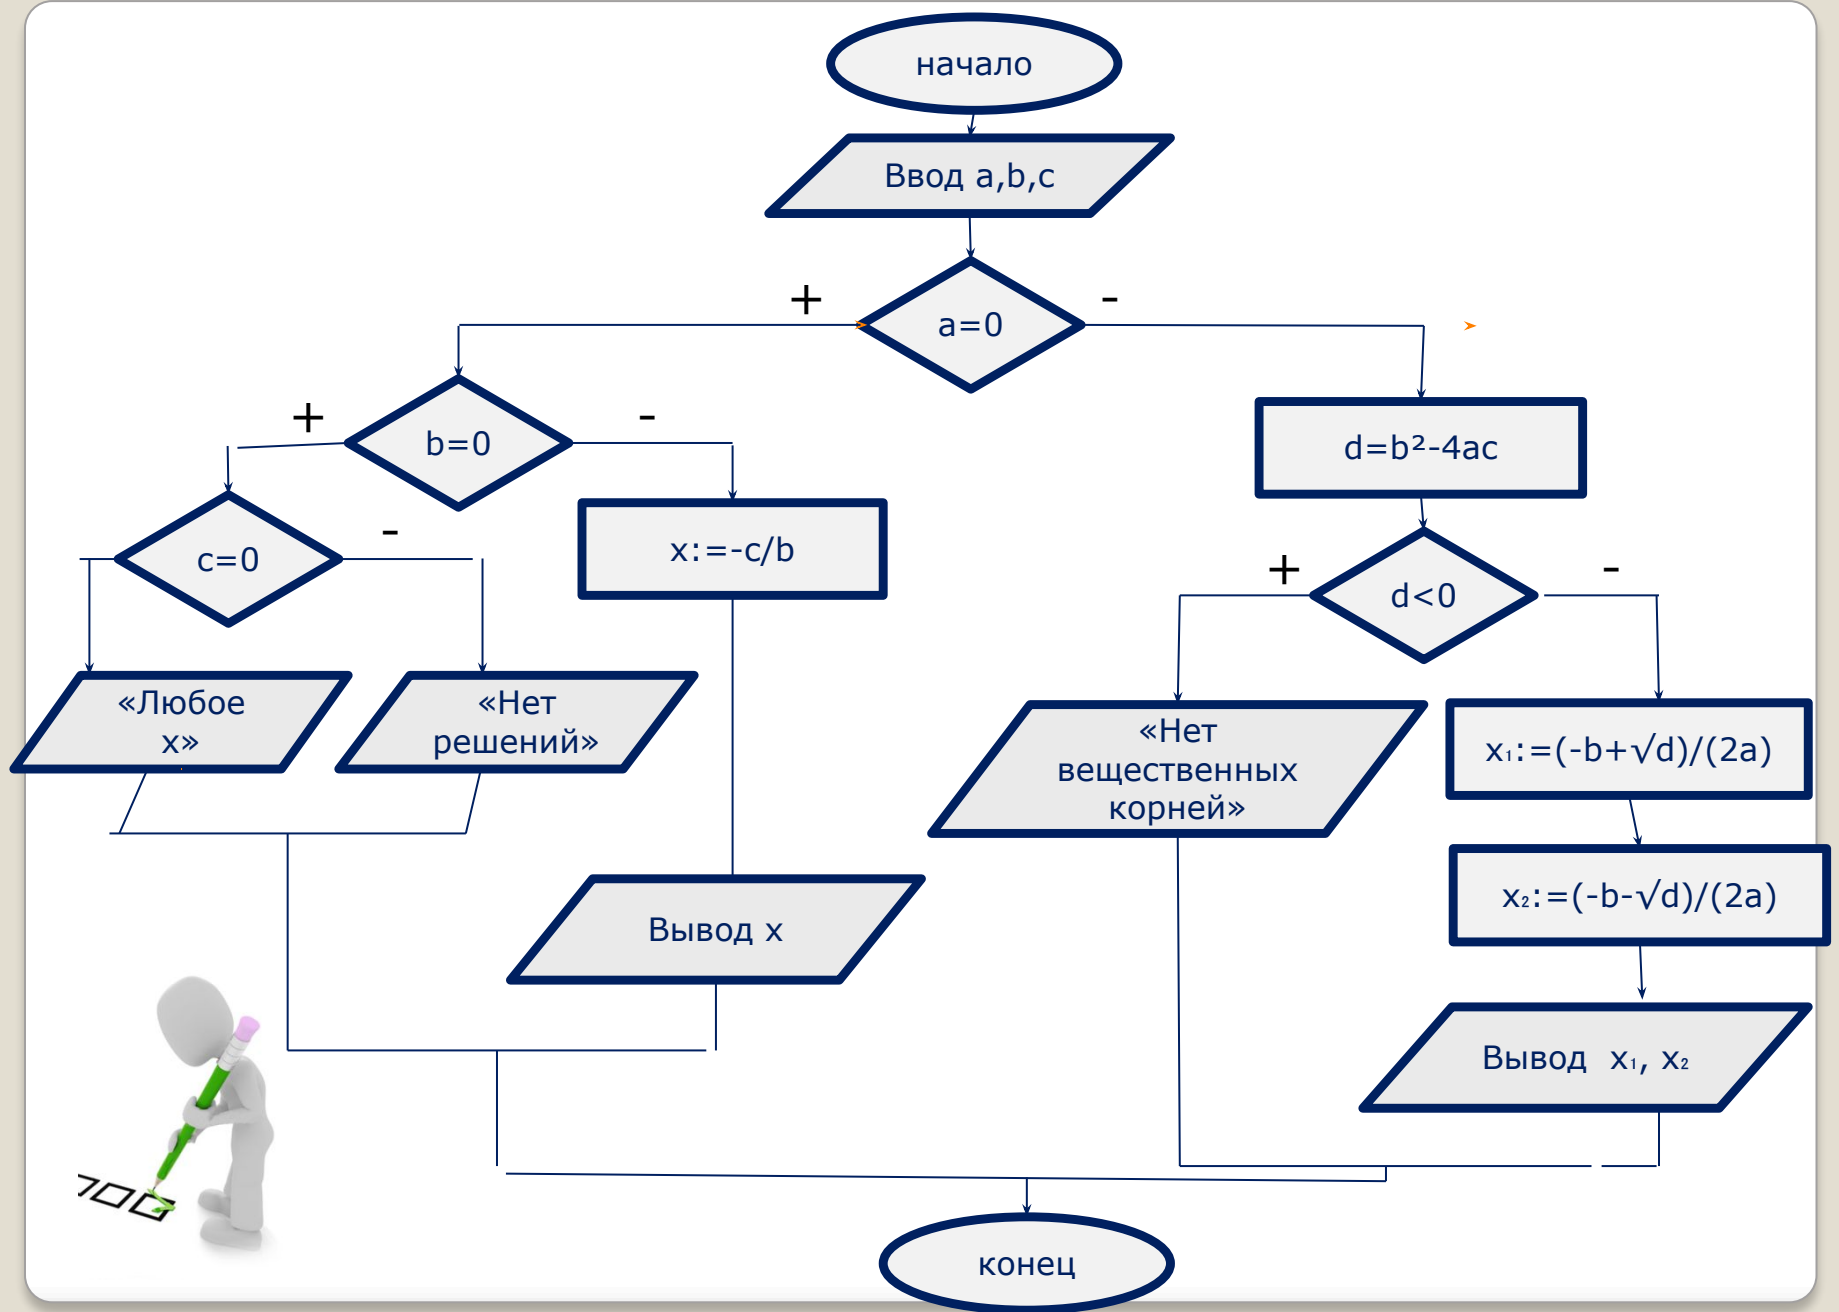 начало
Ввод a,b,c
+
-
a=0
+
-
b=0
d=b²-4ac
-
c=0
x:=-c/b
+
-
d<0
«Любое
x»
«Нет
решений»
«Нет
вещественных
корней»
x₁:=(-b+√d)/(2a)
x₂:=(-b-√d)/(2a)
Вывод x
Вывод x₁, x₂
конец